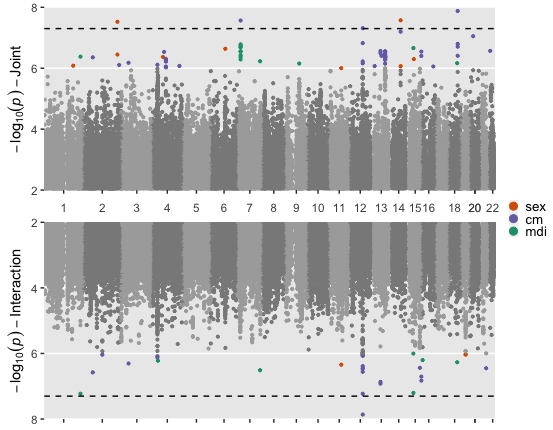 8
6
4
2
−log10(p) − Joint
1 2 3 4 5 6 7 8 9 10 11 12 13 14 15 16 18 20 22
sex
cm
mdi
2
4
6
8
−log10(p) − Interaction